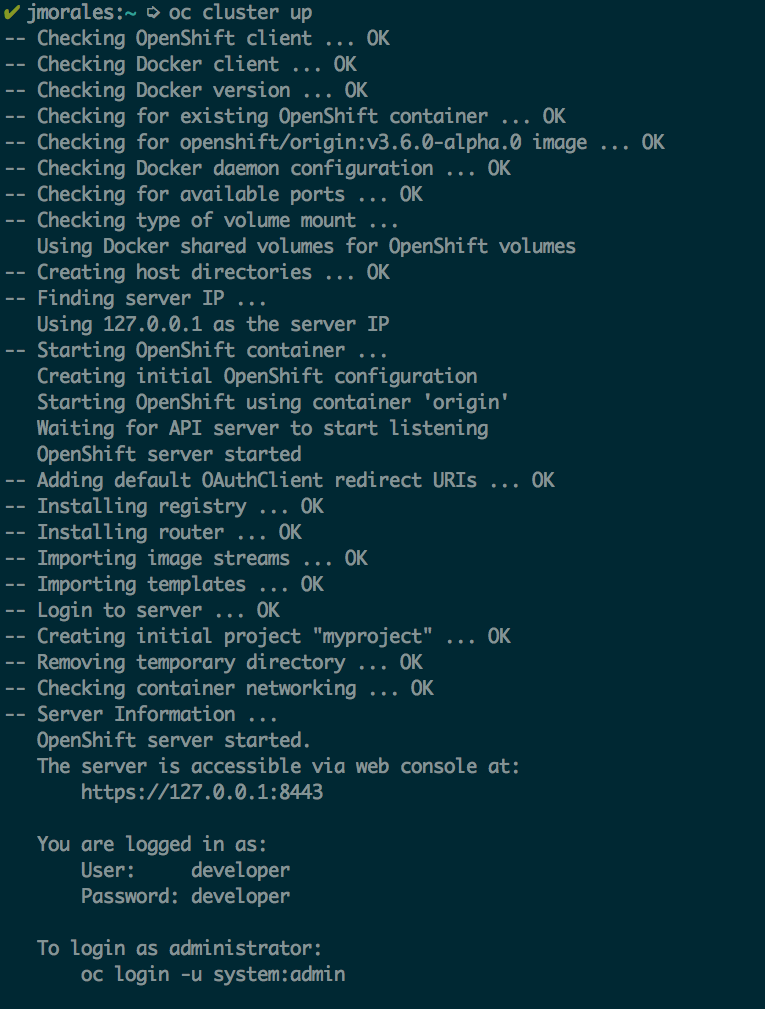 ✔ jmorales:~ ➭ oc cluster up
-- Checking OpenShift client ... OK
-- Checking Docker client ... OK
-- Checking Docker version ... OK
-- Checking for existing OpenShift container ... OK
-- Checking for openshift/origin:v3.6.0-alpha.0 image ... OK
-- Checking Docker daemon configuration ... OK
-- Checking for available ports ... OK
-- Checking type of volume mount ...
   Using Docker shared volumes for OpenShift volumes
-- Creating host directories ... OK
-- Finding server IP ...
   Using 127.0.0.1 as the server IP
-- Starting OpenShift container ...
   Creating initial OpenShift configuration
   Starting OpenShift using container 'origin'
   Waiting for API server to start listening
   OpenShift server started
-- Adding default OAuthClient redirect URIs ... OK
-- Installing registry ... OK
-- Installing router ... OK
-- Importing image streams ... OK
-- Importing templates ... OK
-- Login to server ... OK
-- Creating initial project "myproject" ... OK
-- Removing temporary directory ... OK
-- Checking container networking ... OK
-- Server Information ...
   OpenShift server started.
   The server is accessible via web console at:
       https://127.0.0.1:8443

   You are logged in as:
       User:     developer
       Password: developer

   To login as administrator:
       oc login -u system:admin